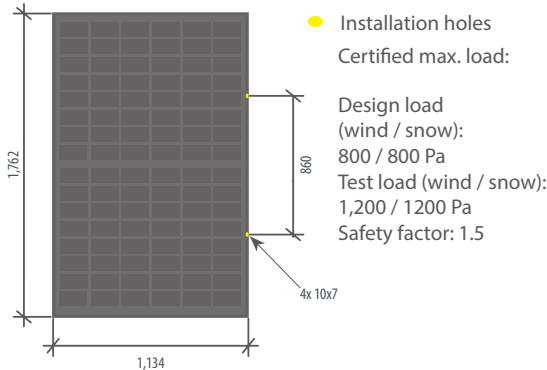 Installation holes
Certified max. load:
Design load
(wind / snow):
800 / 800 Pa
Test load (wind / snow):
1,200 / 1200 Pa
Safety factor: 1.5
1,762
860
4x 10x7
1,134